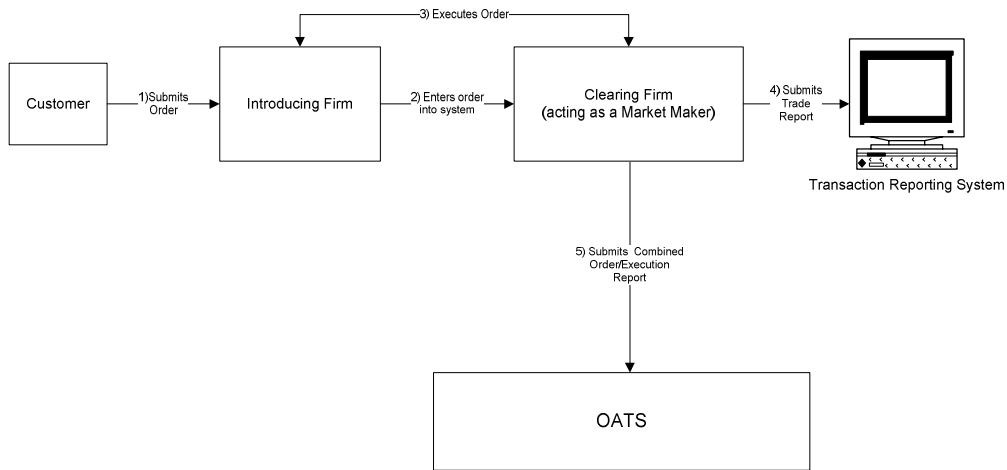 3) Executes Order
Customer
1)Submits
Order
Introducing Firm
2) Enters order
into system
Clearing Firm
(acting as a Market Maker)
4) Submits
Trade
Report
Transaction Reporting System
5) Submits Combined
Order/Execution
Report
OATS